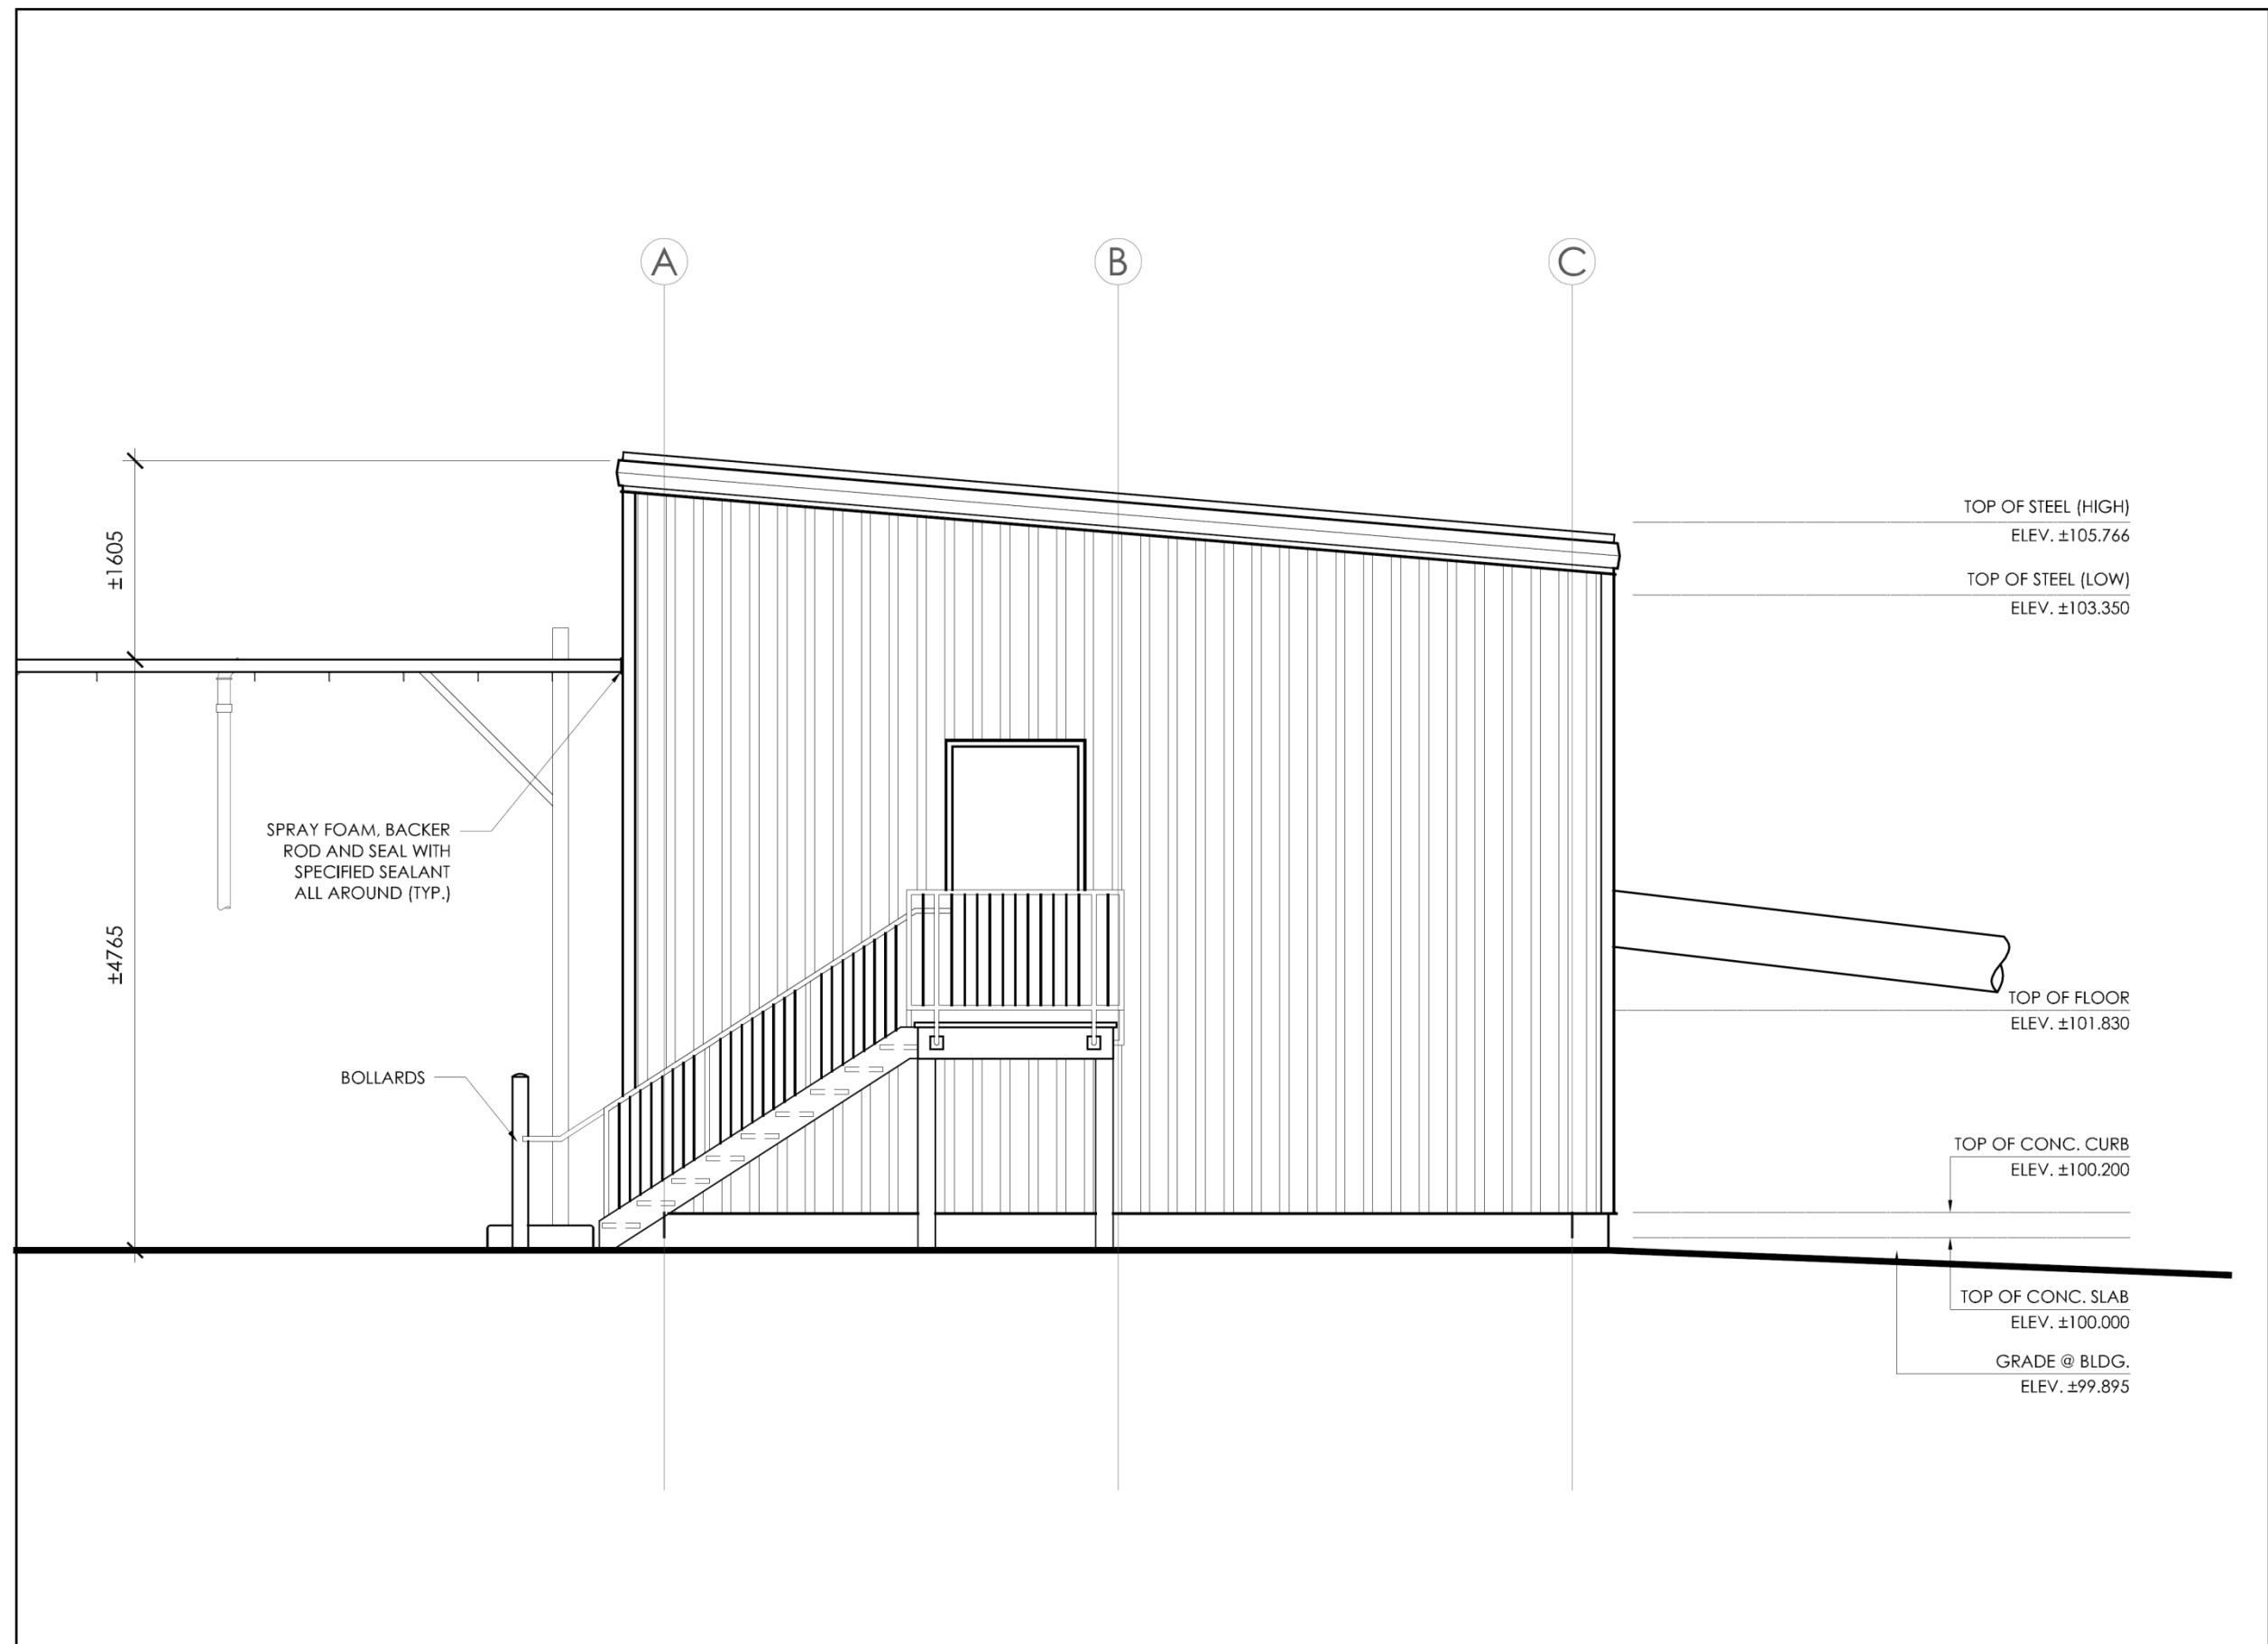 A
B
C
TOP OF STEEL (HIGH)
ELEV. ±105.766
±1605
TOP OF STEEL (LOW)
ELEV. ±103.350
SPRAY FOAM, BACKER
ROD AND SEAL WITH
SPECIFIED SEALANT
ALL AROUND (TYP.)
±4765
TOP OF FLOOR
ELEV. ±101.830
BOLLARDS
TOP OF CONC. CURB
ELEV. ±100.200
TOP OF CONC. SLAB
ELEV. ±100.000
GRADE @ BLDG.
ELEV. ±99.895